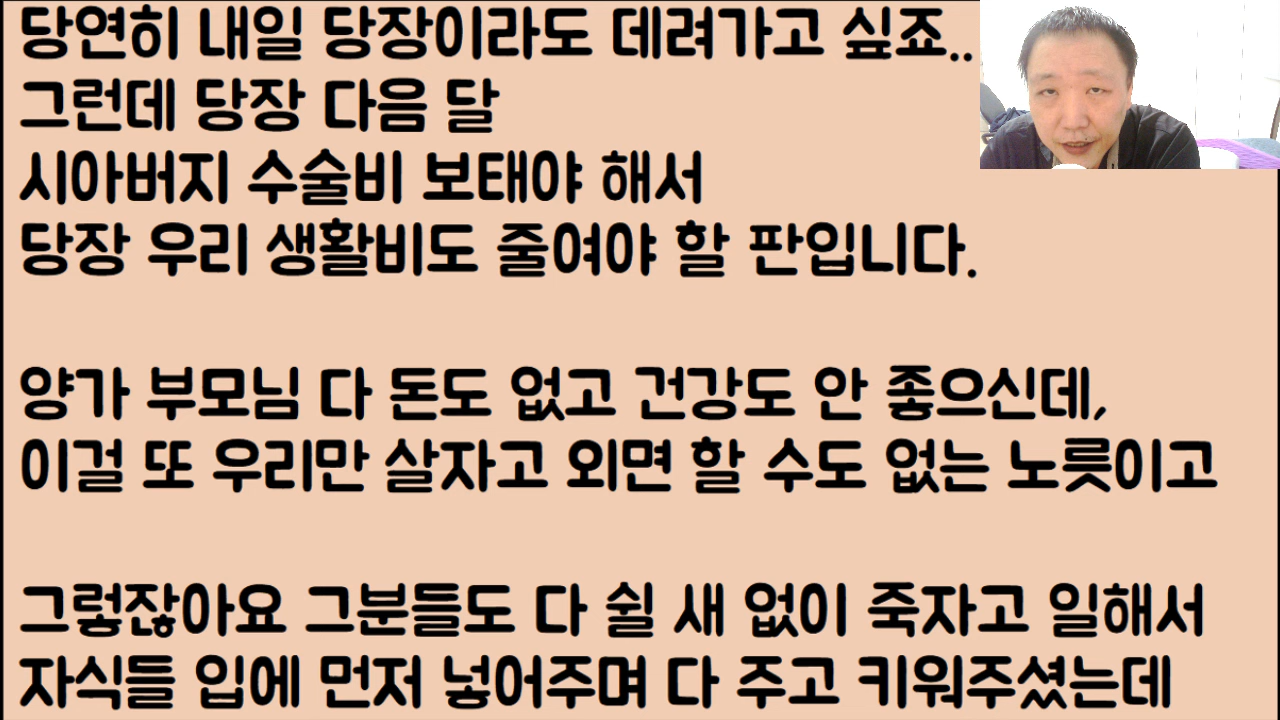 당연히 내일 당장이라도 데려가고 싶죠..
그런데 당장 다음 달
시아버지 수술비 보태야 해서
당장 우리 생활비도 줄여야 할 판입니다.
양가 부모님 다 돈도 없고 건강도 안 좋으신데,
이걸 또 우리만 살자고 외면 할 수도 없는 노릇이고
그렇잖아요 그분들도 다 쉴 새 없이 죽자고 일해서
자식들 입에 먼저 넣어주며 다 주고 키워주셨는데